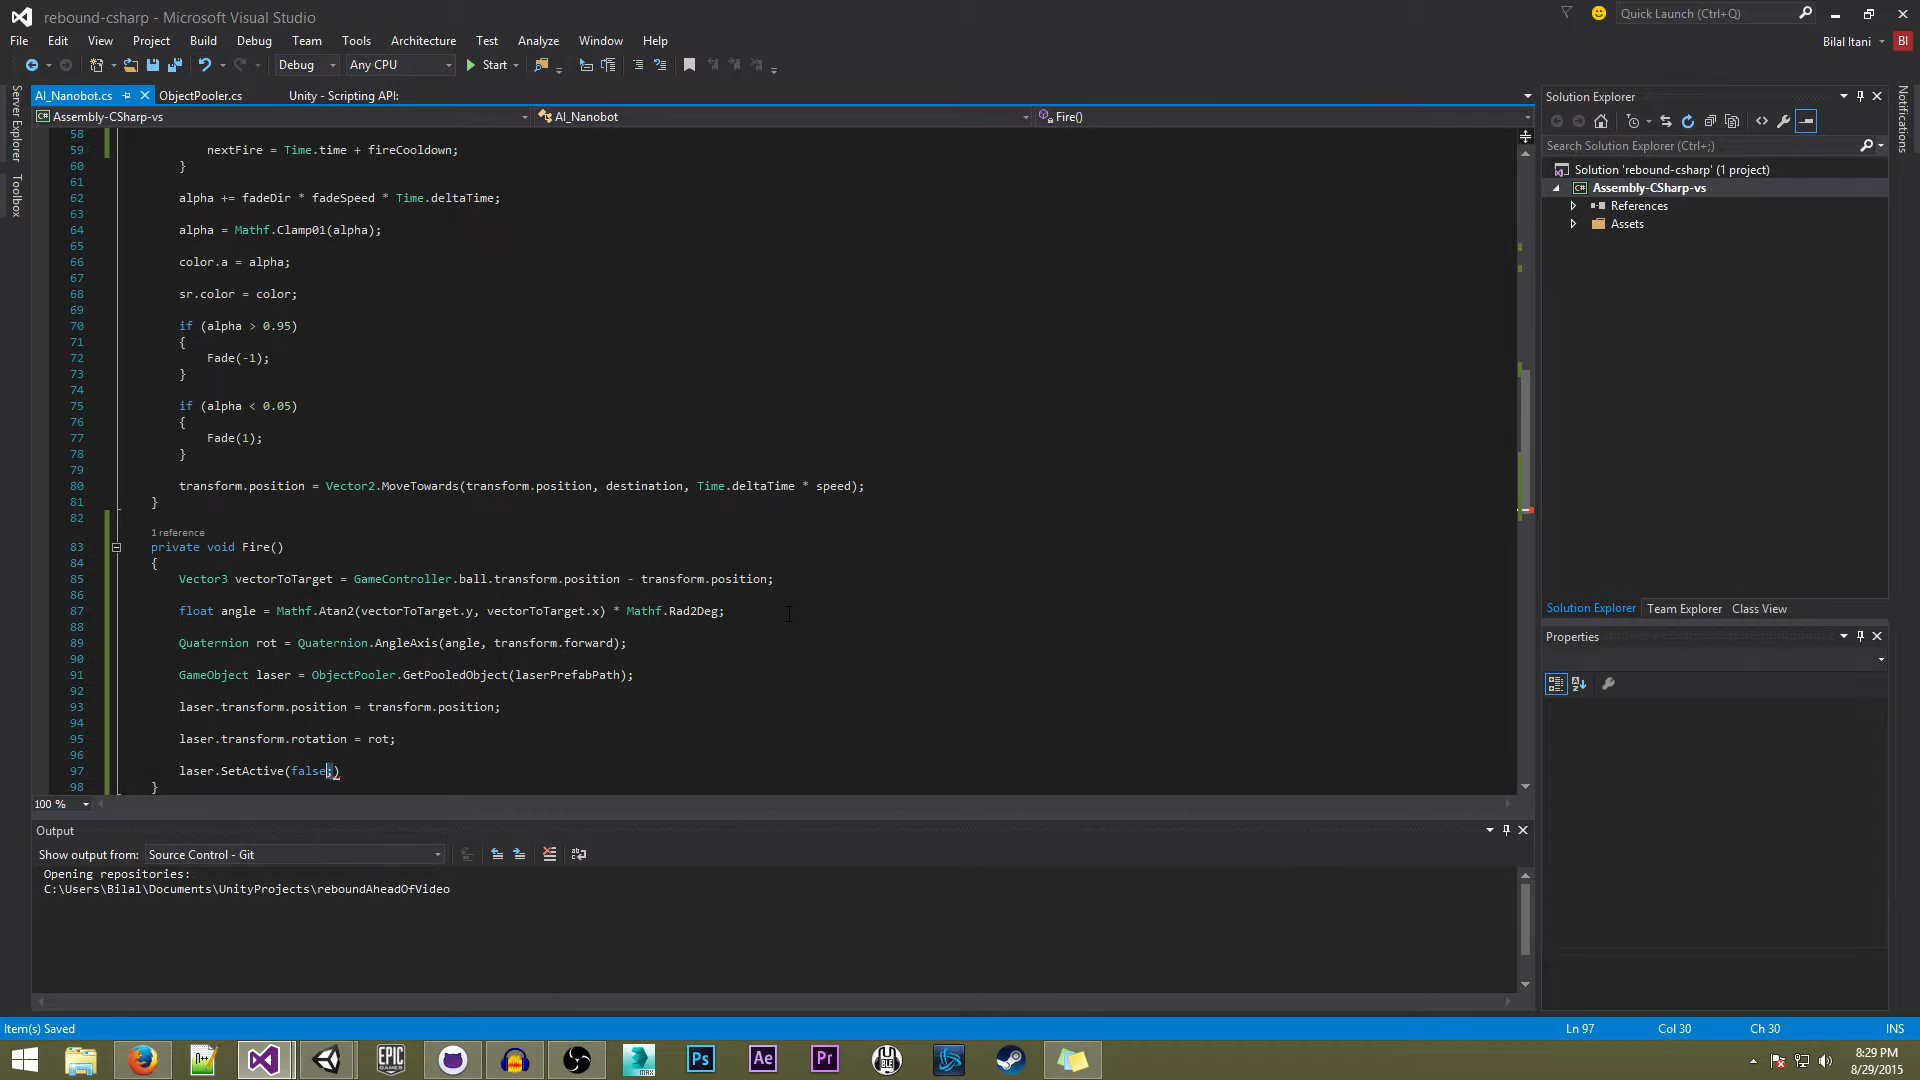 rebound-csharp - Microsoft Visual Studio
Quick Launch (Ctrl+Q)
File Edit View Project Build Debug Team Tools Architecture Test Analyze Window Help
Bilal Itani BI
Debug Any CPU Start
AI_Nanobot.cs ObjectPooler.cs Unity - Scripting API:
Assembly-CSharp-vs AI_Nanobot Fire()
Server Explorer
Toolbox
Notifications
58
59 nextFire = Time.time + fireCooldown;
60 }
61
62 alpha += fadeDir * fadeSpeed * Time.deltaTime;
63
64 alpha = Mathf.Clamp01(alpha);
65
66 color.a = alpha;
67
68 sr.color = color;
69
70 if (alpha > 0.95)
71 {
72 Fade(-1);
73 }
74
75 if (alpha < 0.05)
76 {
77 Fade(1);
78 }
79
80 transform.position = Vector2.MoveTowards(transform.position, destination, Time.deltaTime * speed);
81 }
82
1 reference
83 private void Fire()
84 {
85 Vector3 vectorToTarget = GameController.ball.transform.position - transform.position;
86
87 float angle = Mathf.Atan2(vectorToTarget.y, vectorToTarget.x) * Mathf.Rad2Deg;
88
89 Quaternion rot = Quaternion.AngleAxis(angle, transform.forward);
90
91 GameObject laser = ObjectPooler.GetPooledObject(laserPrefabPath);
92
93 laser.transform.position = transform.position;
94
95 laser.transform.rotation = rot;
96
97 laser.SetActive(false;)
98 }
100 %
Output
Show output from: Source Control - Git
Opening repositories:
C:\Users\Bilal\Documents\UnityProjects\reboundAheadOfVideo
Solution Explorer
Search Solution Explorer (Ctrl+;)
Solution 'rebound-csharp' (1 project)
Assembly-CSharp-vs
References
Assets
Solution Explorer Team Explorer Class View
Properties
Item(s) Saved Ln 97 Col 30 Ch 30 INS
EPIC GAMES
MAX
Ps
Ae
Pr
8:29 PM
8/29/2015